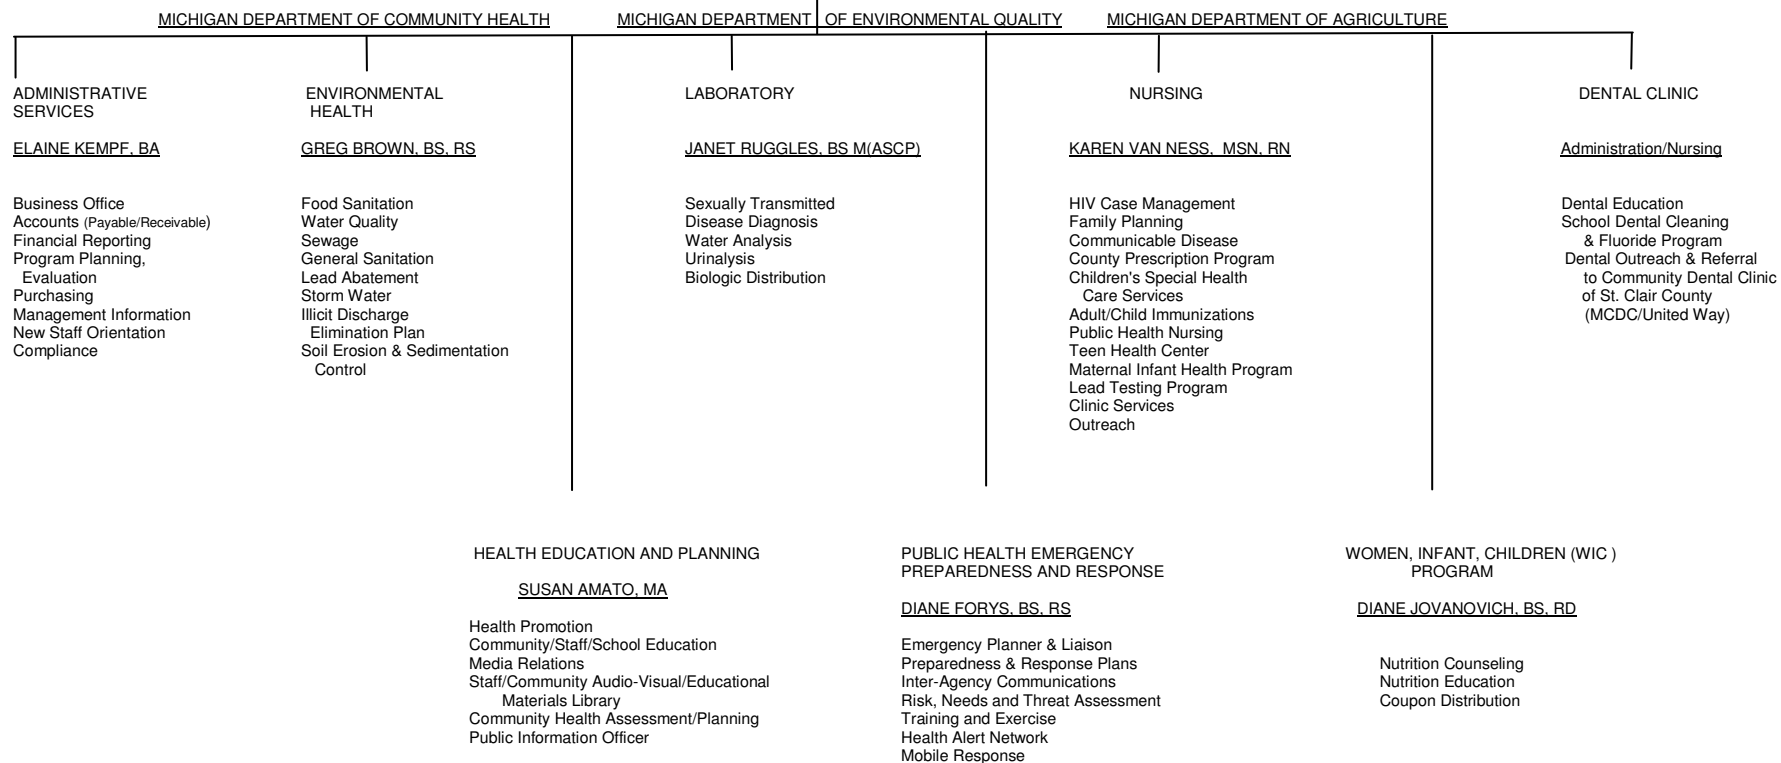 MICHIGAN DEPARTMENT OF COMMUNITY HEALTH MICHIGAN DEPARTMENT OF ENVIRONMENTAL QUALITY MICHIGAN DEPARTMENT OF AGRICULTURE
ADMINISTRATIVE
SERVICES
ELAINE KEMPF, BA
Business Office
Accounts (Payable/Receivable)
Financial Reporting
Program Planning,
Evaluation
Purchasing
Management Information
New Staff Orientation
Compliance
ENVIRONMENTAL
HEALTH
GREG BROWN, BS, RS
Food Sanitation
Water Quality
Sewage
General Sanitation
Lead Abatement
Storm Water
Illicit Discharge
Elimination Plan
Soil Erosion & Sedimentation
Control
LABORATORY
JANET RUGGLES, BS M(ASCP)
Sexually Transmitted
Disease Diagnosis
Water Analysis
Urinalysis
Biologic Distribution
NURSING
KAREN VAN NESS, MSN, RN
HIV Case Management
Family Planning
Communicable Disease
County Prescription Program
Children's Special Health
Care Services
Adult/Child Immunizations
Public Health Nursing
Teen Health Center
Maternal Infant Health Program
Lead Testing Program
Clinic Services
Outreach
DENTAL CLINIC
Administration/Nursing
Dental Education
School Dental Cleaning
& Fluoride Program
Dental Outreach & Referral
to Community Dental Clinic
of St. Clair County
(MCDC/United Way)
HEALTH EDUCATION AND PLANNING
SUSAN AMATO, MA
Health Promotion
Community/Staff/School Education
Media Relations
Staff/Community Audio-Visual/Educational
Materials Library
Community Health Assessment/Planning
Public Information Officer
PUBLIC HEALTH EMERGENCY
PREPAREDNESS AND RESPONSE
DIANE FORYS, BS, RS
Emergency Planner & Liaison
Preparedness & Response Plans
Inter-Agency Communications
Risk, Needs and Threat Assessment
Training and Exercise
Health Alert Network
Mobile Response
WOMEN, INFANT, CHILDREN (WIC )
PROGRAM
DIANE JOVANOVICH, BS, RD
Nutrition Counseling
Nutrition Education
Coupon Distribution